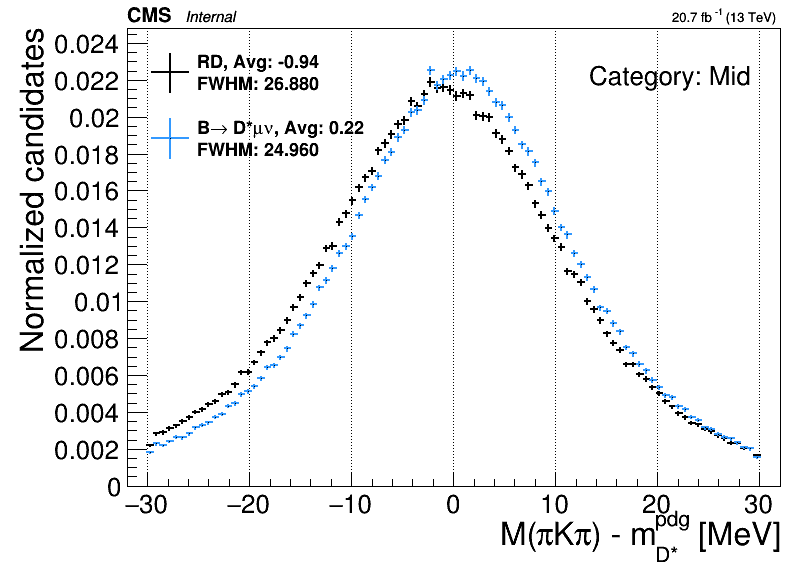 CMS Internal 20.7 fb⁻¹ (13 TeV)
Normalized candidates
0.024
0.022
0.02
0.018
0.016
0.014
0.012
0.01
0.008
0.006
0.004
0.002
0
RD, Avg: -0.94
FWHM: 26.880
B→ D*μν, Avg: 0.22
FWHM: 24.960
Category: Mid
−30 −20 −10 0 10 20 30
M(πKπ) - m_{D*}^{pdg} [MeV]